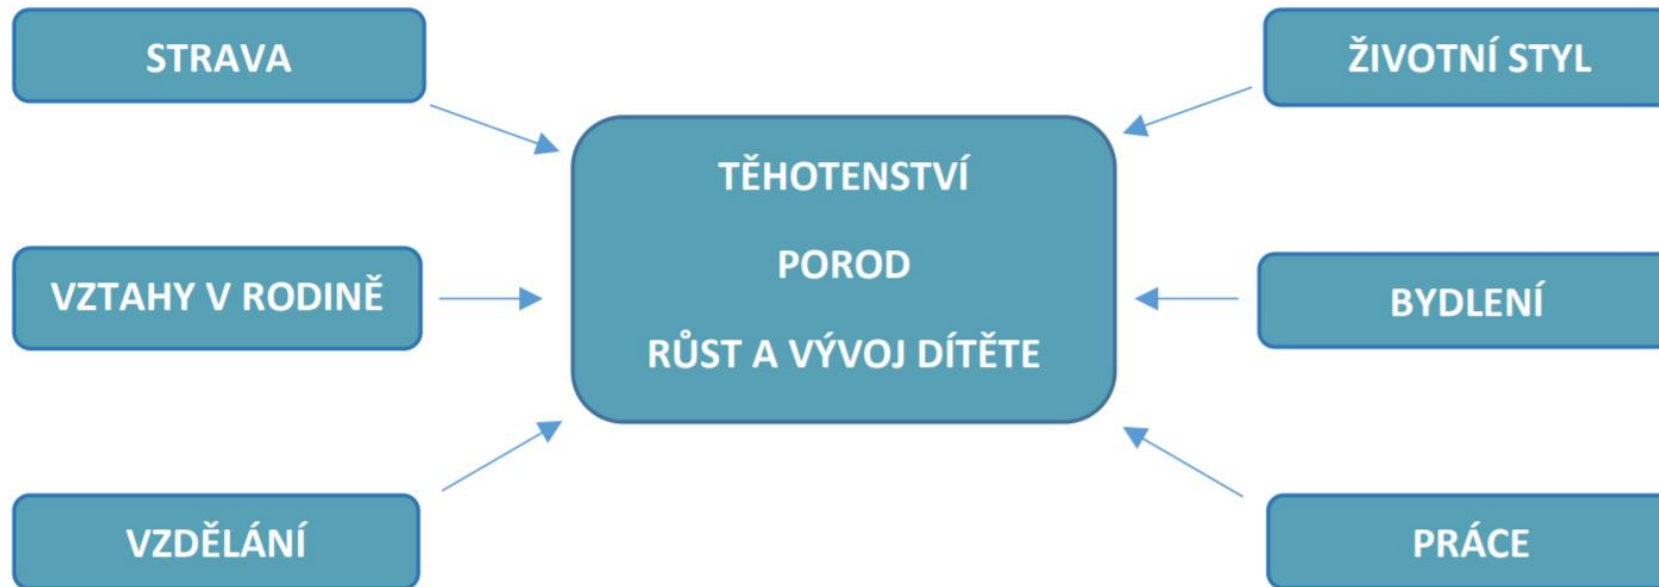 STRAVA
ŽIVOTNÍ STYL
TĚHOTENSTVÍ
POROD
RŮST A VÝVOJ DÍTĚTE
VZTAHY V RODINĚ
BYDLENÍ
VZDĚLÁNÍ
PRÁCE